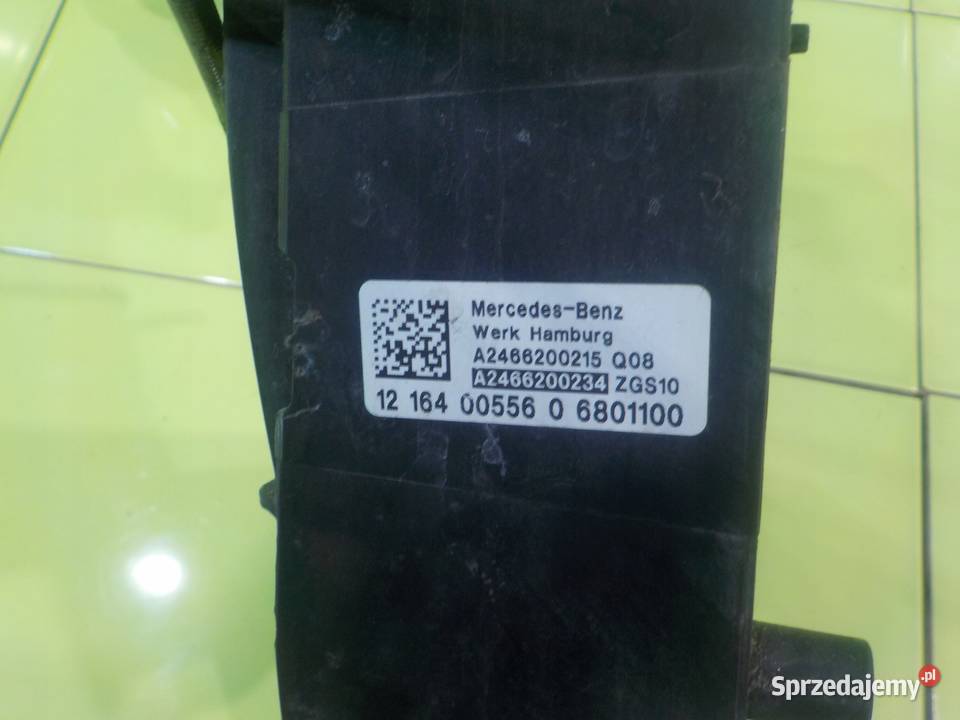 Mercedes-Benz
Werk Hamburg
A2466200215 Q08
A2466200234 ZGS10
12 164 00556 0 6801100
Sprzedajemy.pl